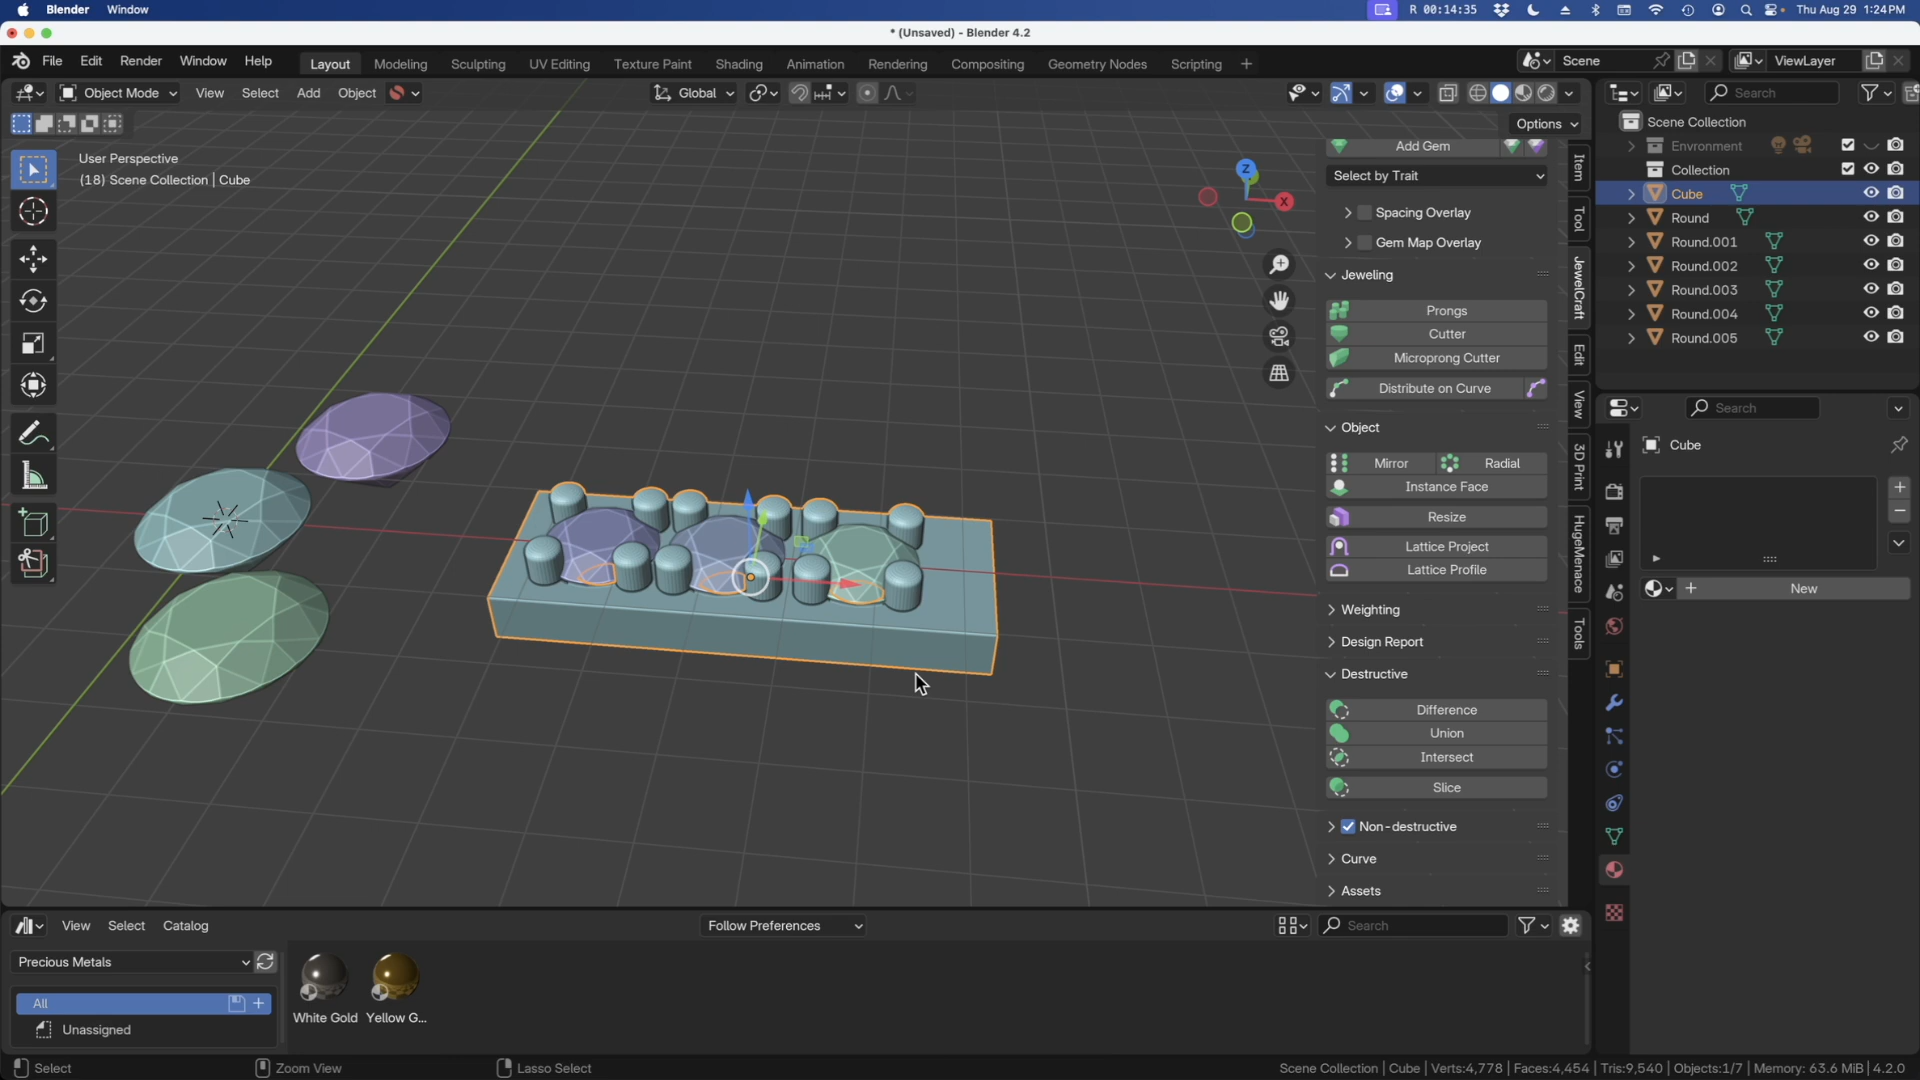 Blender Window R 00:14:35 Thu Aug 29 1:24PM
* (Unsaved) - Blender 4.2
File Edit Render Window Help Layout Modeling Sculpting UV Editing Texture Paint Shading Animation Rendering Compositing Geometry Nodes Scripting + Scene ViewLayer
Object Mode View Select Add Object Global Search
Options
Scene Collection
User Perspective
(18) Scene Collection | Cube
Add Gem
Environment
Select by Trait
Collection
Item
Cube
Spacing Overlay
Round
Tool
Gem Map Overlay
Round.001
Z
X
Jeweling
Round.002
JewelCraft
Round.003
Prongs
Round.004
Cutter
Round.005
Microprong Cutter
Edit
Distribute on Curve
View
Search
Object
Cube
3D Print
Mirror Radial
Instance Face
Resize
HugeMenace
Lattice Project
Lattice Profile
New
Weighting
Tools
Design Report
Destructive
Difference
Union
Intersect
Slice
Non-destructive
Curve
Assets
View Select Catalog Follow Preferences Search
Precious Metals
All
White Gold Yellow G...
Unassigned
Select Zoom View Lasso Select Scene Collection | Cube | Verts:4,778 | Faces:4,454 | Tris:9,540 | Objects:1/7 | Memory: 63.6 MiB | 4.2.0